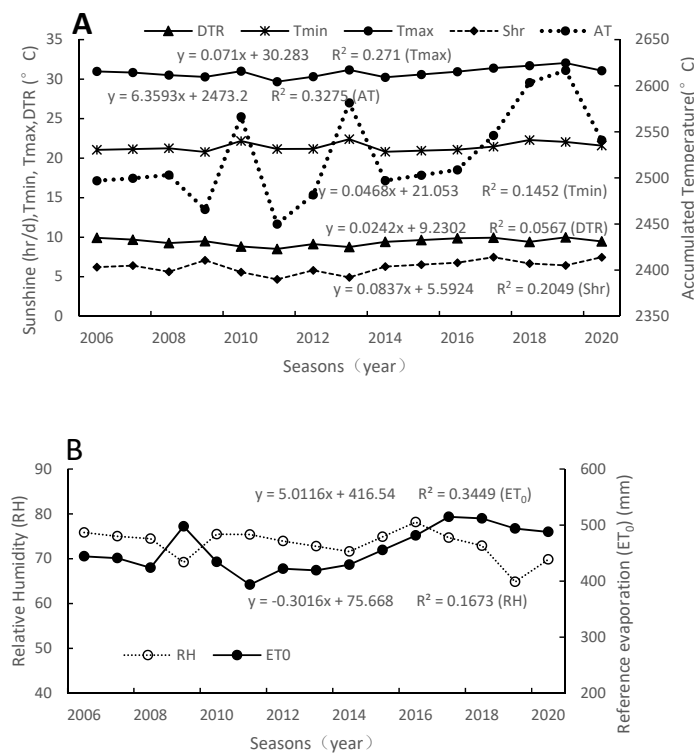 A
DTR Tmin Tmax Shr AT
y = 0.071x + 30.283 R² = 0.271 (Tmax)
y = 6.3593x + 2473.2 R² = 0.3275 (AT)
y = 0.0468x + 21.053 R² = 0.1452 (Tmin)
y = 0.0242x + 9.2302 R² = 0.0567 (DTR)
y = 0.0837x + 5.5924 R² = 0.2049 (Shr)
Sunshine (hr/d),Tmin, Tmax,DTR(°C)
35
30
25
20
15
10
5
0
Accumulated Temperature(°C)
2650
2600
2550
2500
2450
2400
2350
2006 2008 2010 2012 2014 2016 2018 2020
Seasons（year）
B
y = 5.0116x + 416.54 R² = 0.3449 (ET₀)
y = -0.3016x + 75.668 R² = 0.1673 (RH)
RH ET0
Relative Humidity (RH)
90
80
70
60
50
40
Reference evaporation (ET₀) (mm)
600
500
400
300
200
2006 2008 2010 2012 2014 2016 2018 2020
Seasons（year）